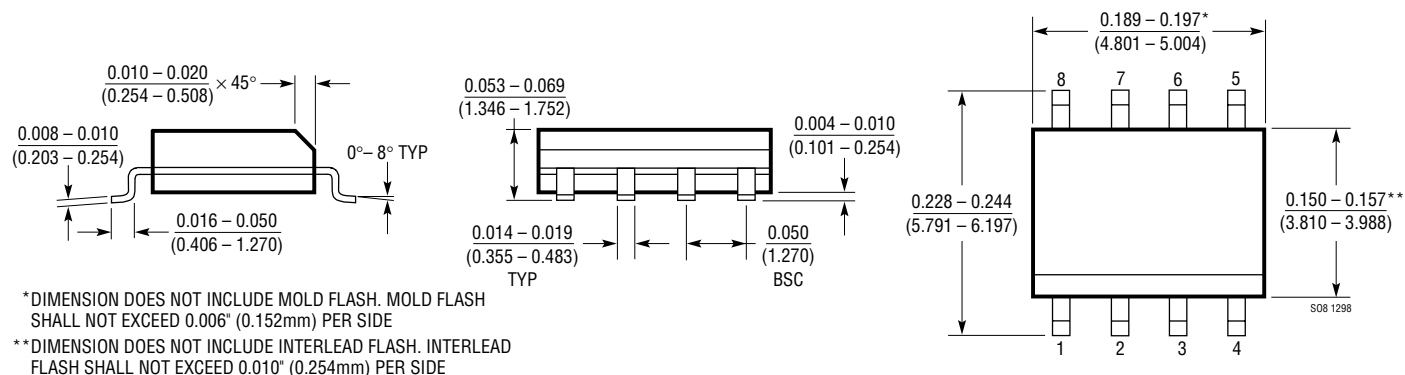 0.010 – 0.020
(0.254 – 0.508)
× 45°
0.008 – 0.010
(0.203 – 0.254)
0°– 8° TYP
0.016 – 0.050
(0.406 – 1.270)
0.053 – 0.069
(1.346 – 1.752)
0.004 – 0.010
(0.101 – 0.254)
0.014 – 0.019
(0.355 – 0.483)
TYP
0.050
(1.270)
BSC
0.189 – 0.197*
(4.801 – 5.004)
8 7 6 5
0.228 – 0.244
(5.791 – 6.197)
0.150 – 0.157**
(3.810 – 3.988)
1 2 3 4
SO8 1298
*DIMENSION DOES NOT INCLUDE MOLD FLASH. MOLD FLASH
SHALL NOT EXCEED 0.006" (0.152mm) PER SIDE
**DIMENSION DOES NOT INCLUDE INTERLEAD FLASH. INTERLEAD
FLASH SHALL NOT EXCEED 0.010" (0.254mm) PER SIDE